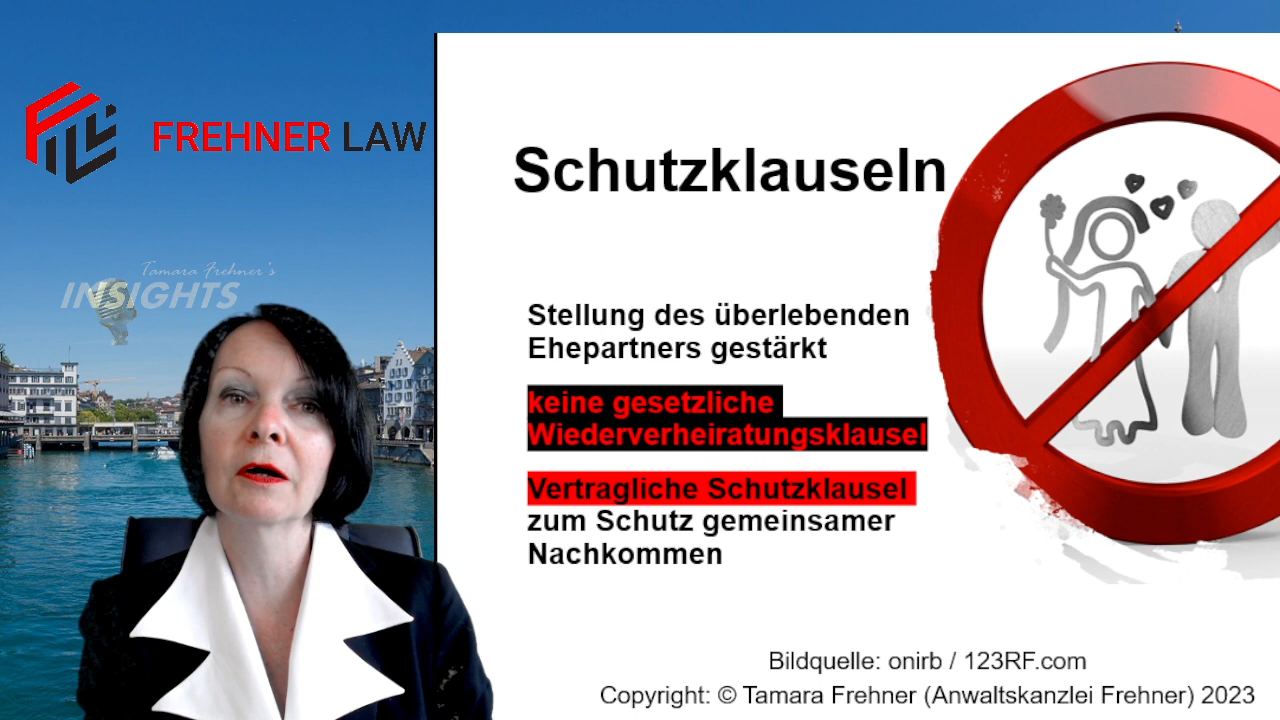 FREHNER LAW
Tamara Frehner's
INSIGHTS
Schutzklauseln
Stellung des überlebenden
Ehepartners gestärkt
keine gesetzliche
Wiederverheiratungsklausel
Vertragliche Schutzklausel
zum Schutz gemeinsamer
Nachkommen
Bildquelle: onirb / 123RF.com
Copyright: © Tamara Frehner (Anwaltskanzlei Frehner) 2023